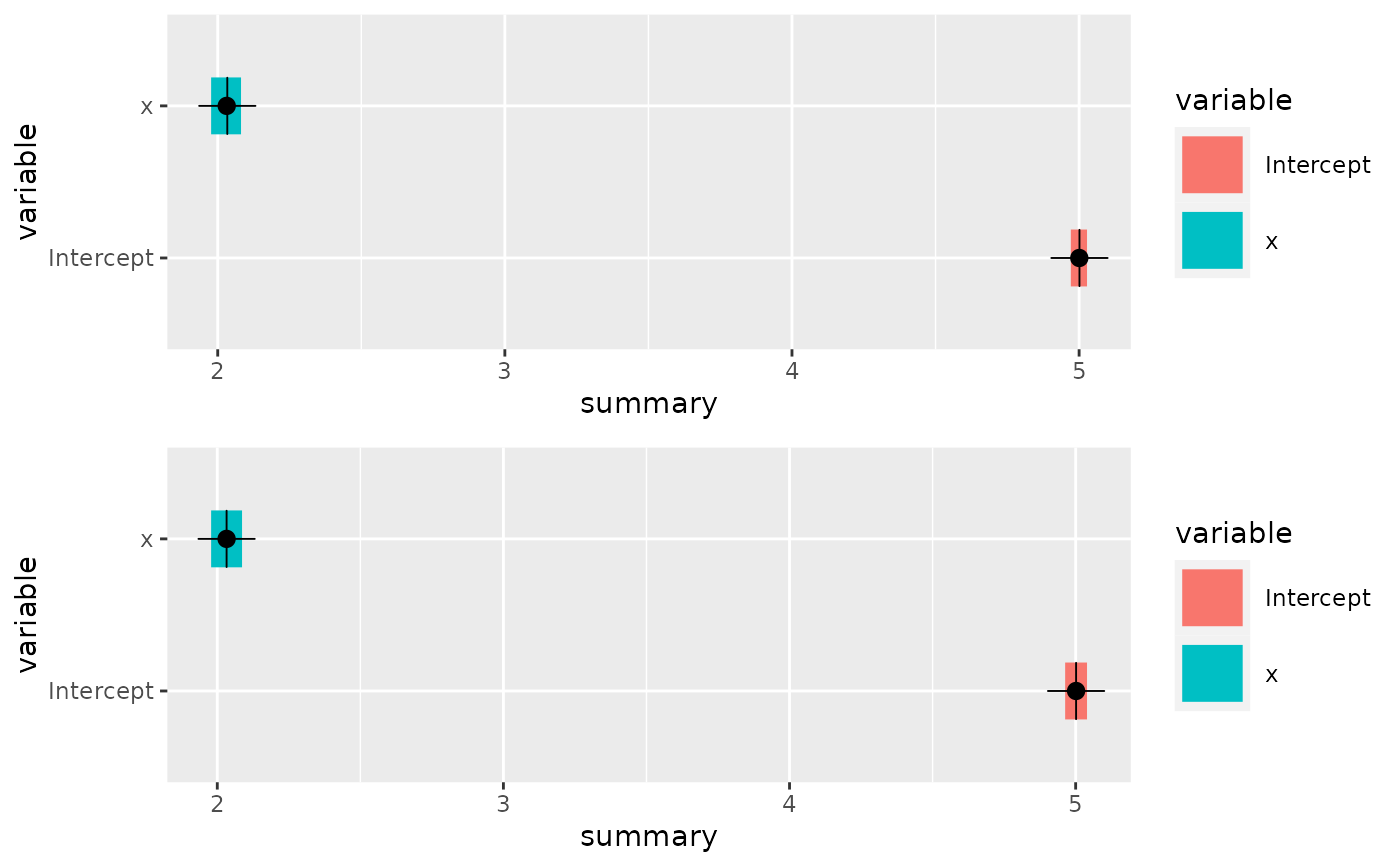 variable
x
Intercept
2 3 4 5
summary
variable
Intercept
x
variable
x
Intercept
2 3 4 5
summary
variable
Intercept
x